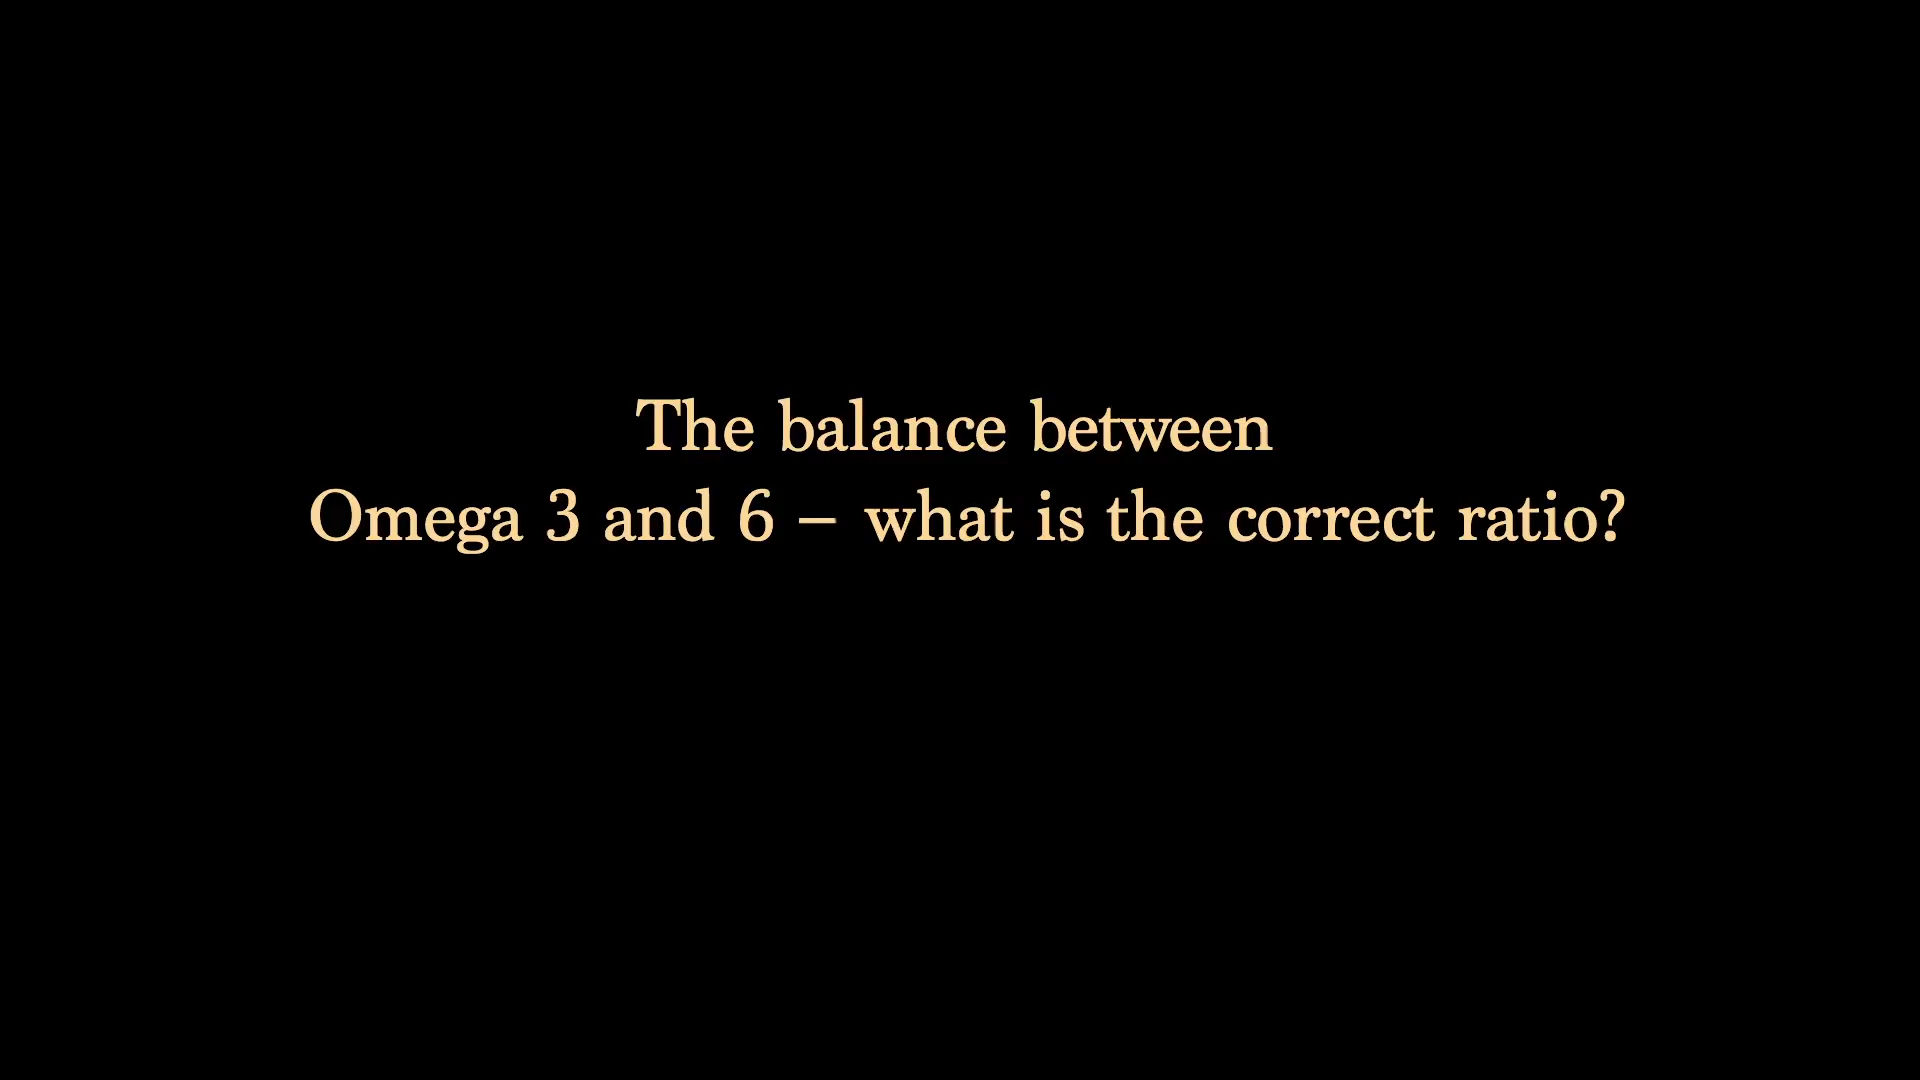 The balance between
Omega 3 and 6 – what is the correct ratio?